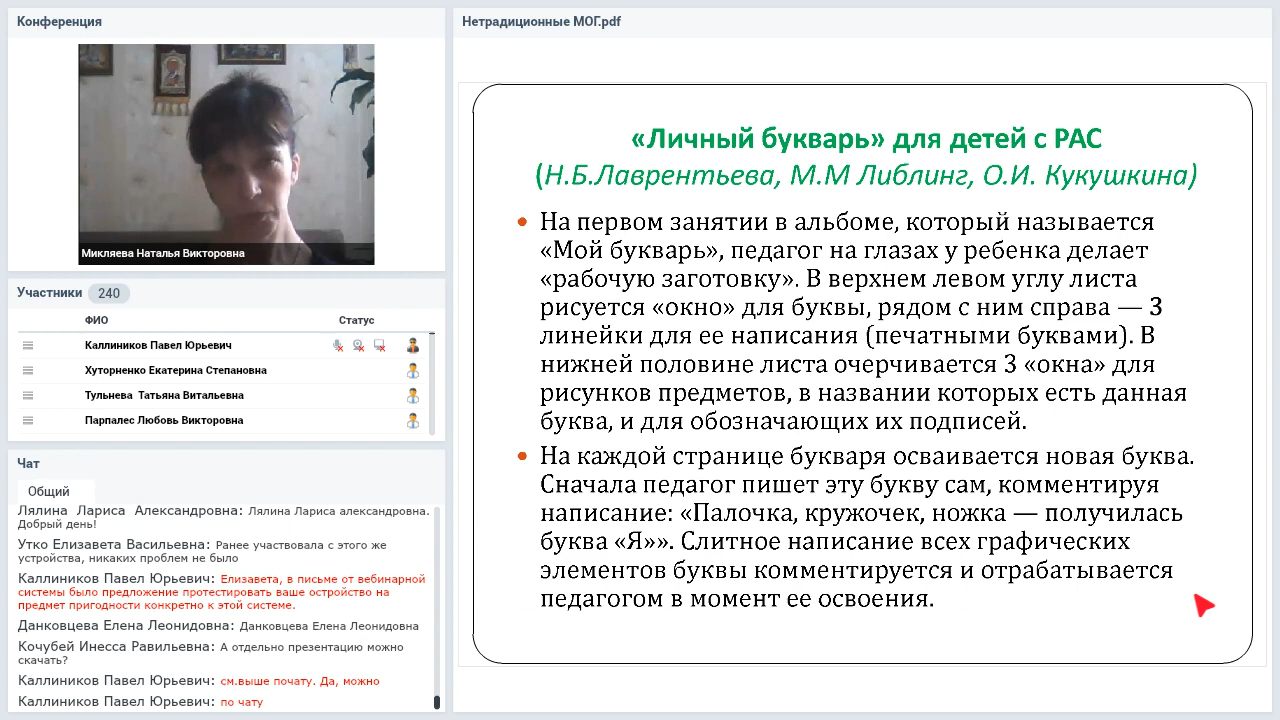 Конференция
Микляева Наталья Викторовна
Участники 240
ФИО Статус
Каллиников Павел Юрьевич
Хуторненко Екатерина Степановна
Тульнева Татьяна Витальевна
Парпалес Любовь Викторовна
Чат
Общий
Лялина Лариса Александровна: Лялина Лариса александровна.
Добрый день!
Утко Елизавета Васильевна: Ранее участвовала с этого же
устройства, никаких проблем не было
Каллиников Павел Юрьевич: Елизавета, в письме от вебинарной
системы было предложение протестировать ваше остройство на
предмет пригодности конкретно к этой системе.
Данковцева Елена Леонидовна: Данковцева Елена Леонидовна
Кочубей Инесса Равильевна: А отдельно презентацию можно
скачать?
Каллиников Павел Юрьевич: см.выше почату. Да, можно
Каллиников Павел Юрьевич: по чату
Нетрадиционные МОГ.pdf
«Личный букварь» для детей с РАС
(Н.Б.Лаврентьева, М.М Либлинг, О.И. Кукушкина)
• На первом занятии в альбоме, который называется
«Мой букварь», педагог на глазах у ребенка делает
«рабочую заготовку». В верхнем левом углу листа
рисуется «окно» для буквы, рядом с ним справа — 3
линейки для ее написания (печатными буквами). В
нижней половине листа очерчивается 3 «окна» для
рисунков предметов, в названии которых есть данная
буква, и для обозначающих их подписей.
• На каждой странице букваря осваивается новая буква.
Сначала педагог пишет эту букву сам, комментируя
написание: «Палочка, кружочек, ножка — получилась
буква «Я»». Слитное написание всех графических
элементов буквы комментируется и отрабатывается
педагогом в момент ее освоения.